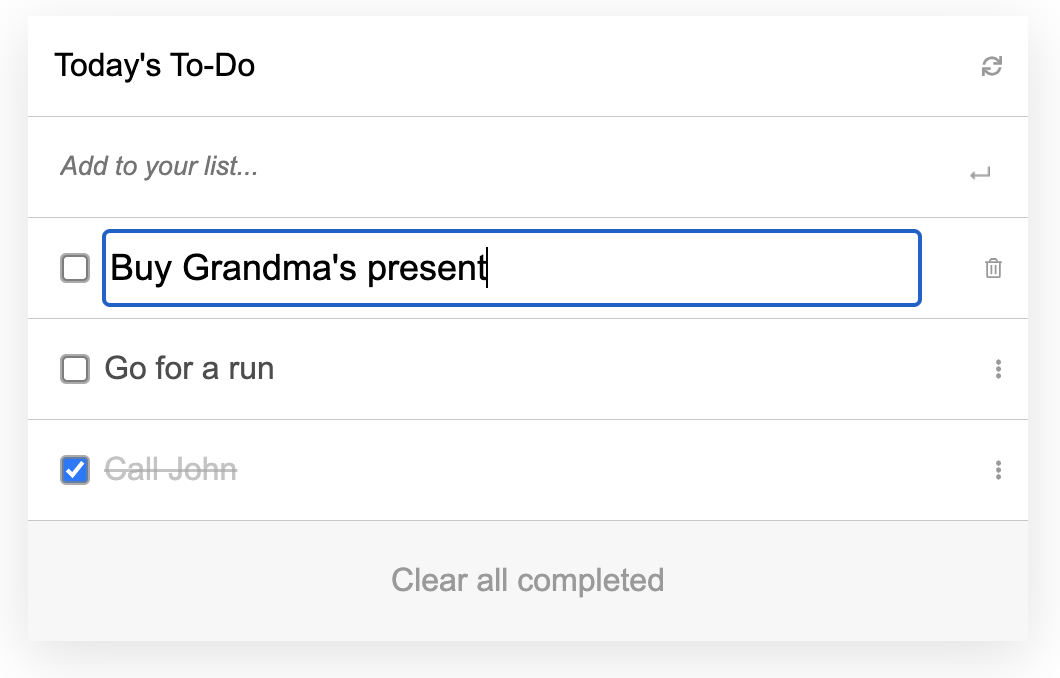 Today's To-Do
Add to your list...
Buy Grandma's present
Go for a run
Call John
Clear all completed